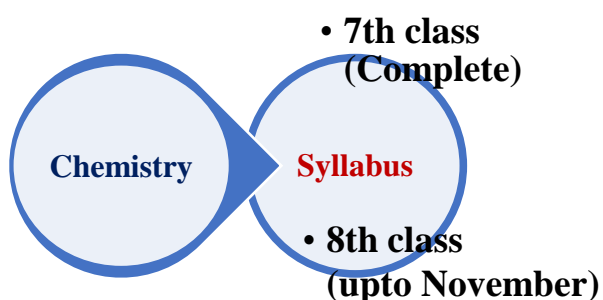 • 7th class
(Complete)
Chemistry
Syllabus
• 8th class
(upto November)